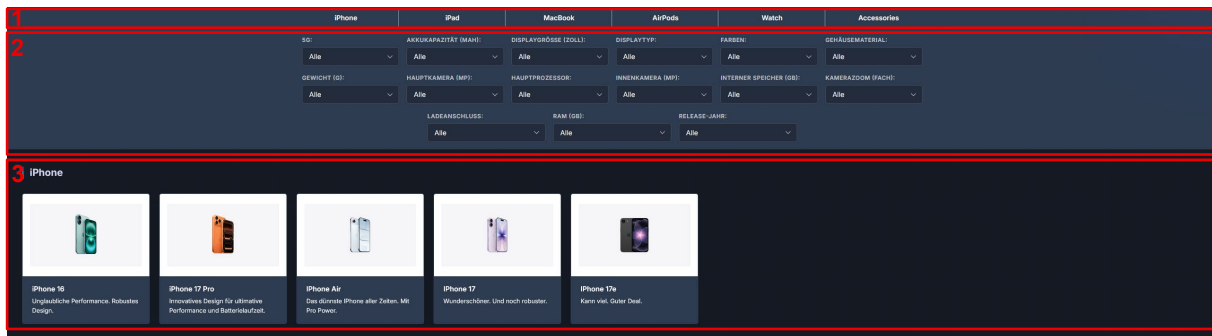 1
iPhone iPad MacBook AirPods Watch Accessories
2
5G: AKKUKAPAZITÄT (MAH): DISPLAYGRÖSSE (ZOLL): DISPLAYTYP: FARBEN: GEHÄUSEMATERIAL:
Alle Alle Alle Alle Alle Alle
GEWICHT (G): HAUPTKAMERA (MP): HAUPTPROZESSOR: INNENKAMERA (MP): INTERNER SPEICHER (GB): KAMERAZOOM (FACH):
Alle Alle Alle Alle Alle Alle
LADEANSCHLUSS: RAM (GB): RELEASE-JAHR:
Alle Alle Alle
3
iPhone
iPhone 16
Unglaubliche Performance. Robustes
Design.
iPhone 17 Pro
Innovatives Design für ultimative
Performance und Batterielaufzeit.
iPhone Air
Das dünnste iPhone aller Zeiten. Mit
Pro Power.
iPhone 17
Wunderschöner. Und noch robuster.
iPhone 17e
Kann viel. Guter Deal.